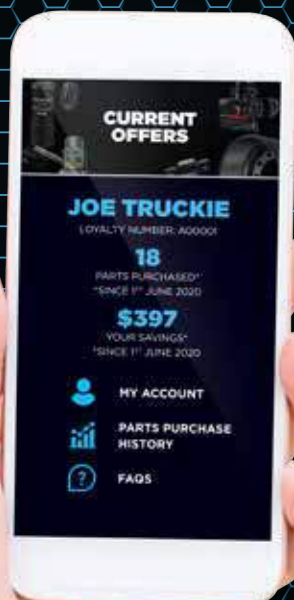 CURRENT
OFFERS
JOE TRUCKIE
LOYALTY NUMBER: A00001
18
PARTS PURCHASED*
*SINCE 1ST JUNE 2020
$397
YOUR SAVINGS*
*SINCE 1ST JUNE 2020
MY ACCOUNT
PARTS PURCHASE
HISTORY
?
FAQS